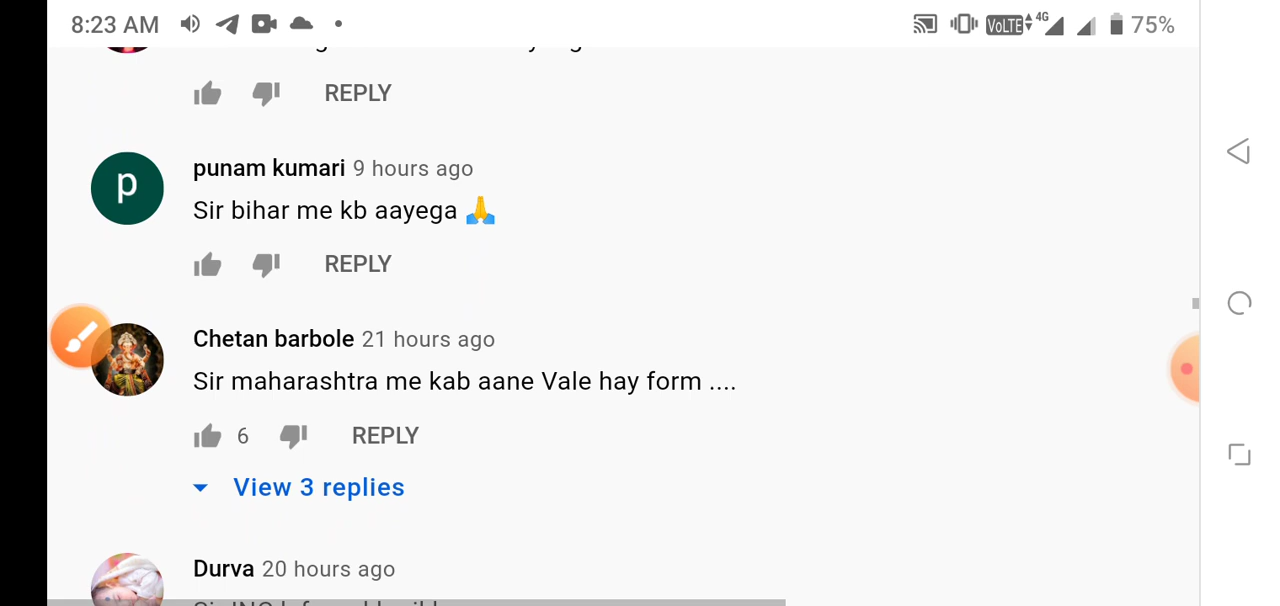 8:23 AM VoLTE 4G 75%
REPLY
p
punam kumari 9 hours ago
Sir bihar me kb aayega 🙏
REPLY
Chetan barbole 21 hours ago
Sir maharashtra me kab aane Vale hay form ....
6 REPLY
View 3 replies
Durva 20 hours ago